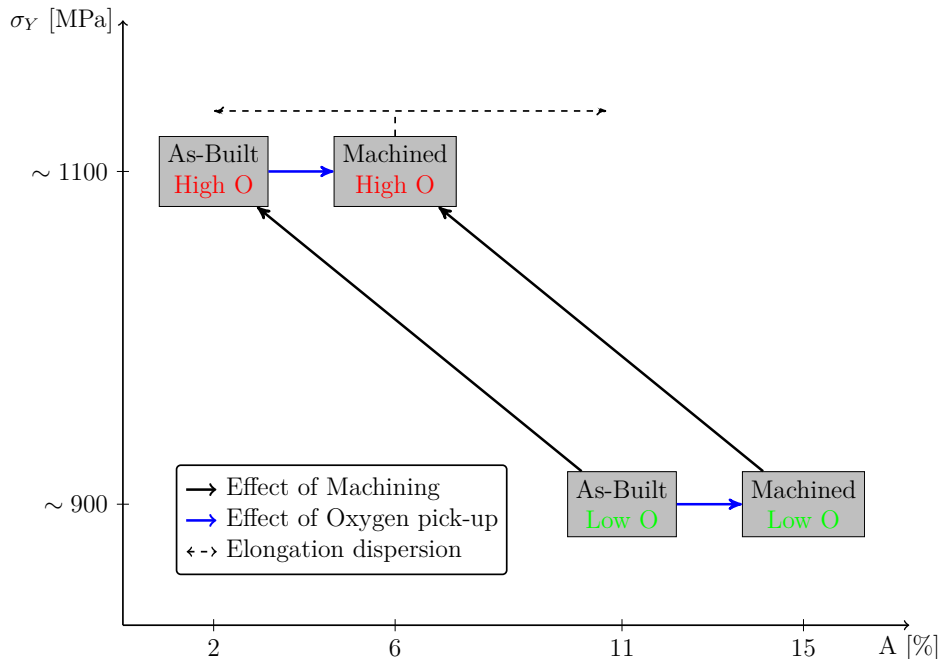 σ_Y [MPa]
∼ 1100
∼ 900
As-Built
High O
Machined
High O
As-Built
Low O
Machined
Low O
Effect of Machining
Effect of Oxygen pick-up
Elongation dispersion
2
6
11
15
A [%]